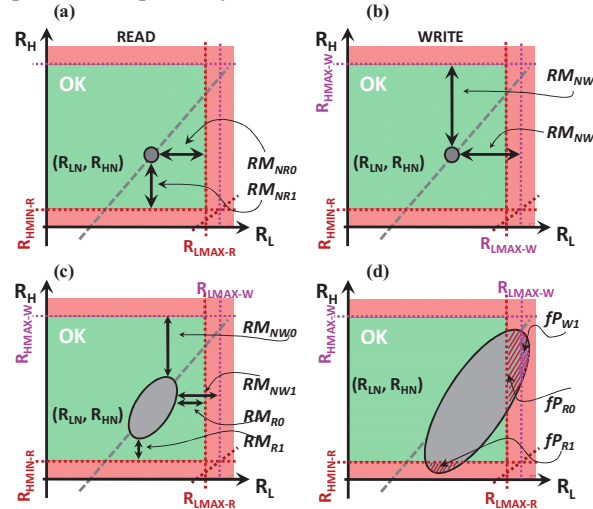 (a)
READ
R_H
OK
(R_LN, R_HN)
RM_NR0
RM_NR1
R_HMIN-R
R_LMAX-R
R_L
(b)
WRITE
R_H
R_HMAX-W
OK
(R_LN, R_HN)
RM_NW
RM_NW
R_HMIN-R
R_LMAX-W
R_L
(c)
R_H
R_LMAX-W
R_HMAX-W
OK
(R_LN, R_HN)
RM_NW0
RM_NW1
RM_R0
RM_R1
R_HMIN-R
R_LMAX-R
R_L
(d)
R_H
R_LMAX-W
R_HMAX-W
OK
(R_LN, R_HN)
fP_W1
fP_R0
fP_R1
R_HMIN-R
R_LMAX-R
R_L